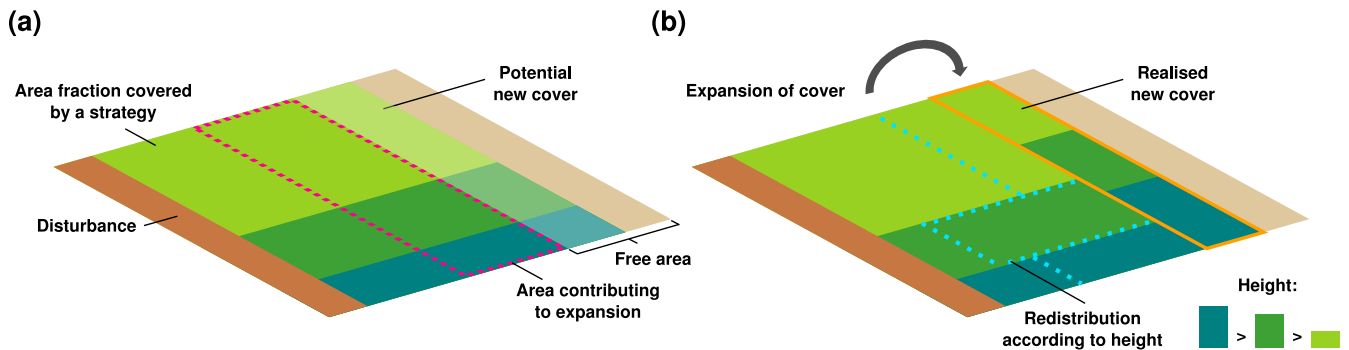 (a)
Area fraction covered
by a strategy
Potential
new cover
Disturbance
Free area
Area contributing
to expansion
(b)
Expansion of cover
Realised
new cover
Redistribution
according to height
Height:
> >